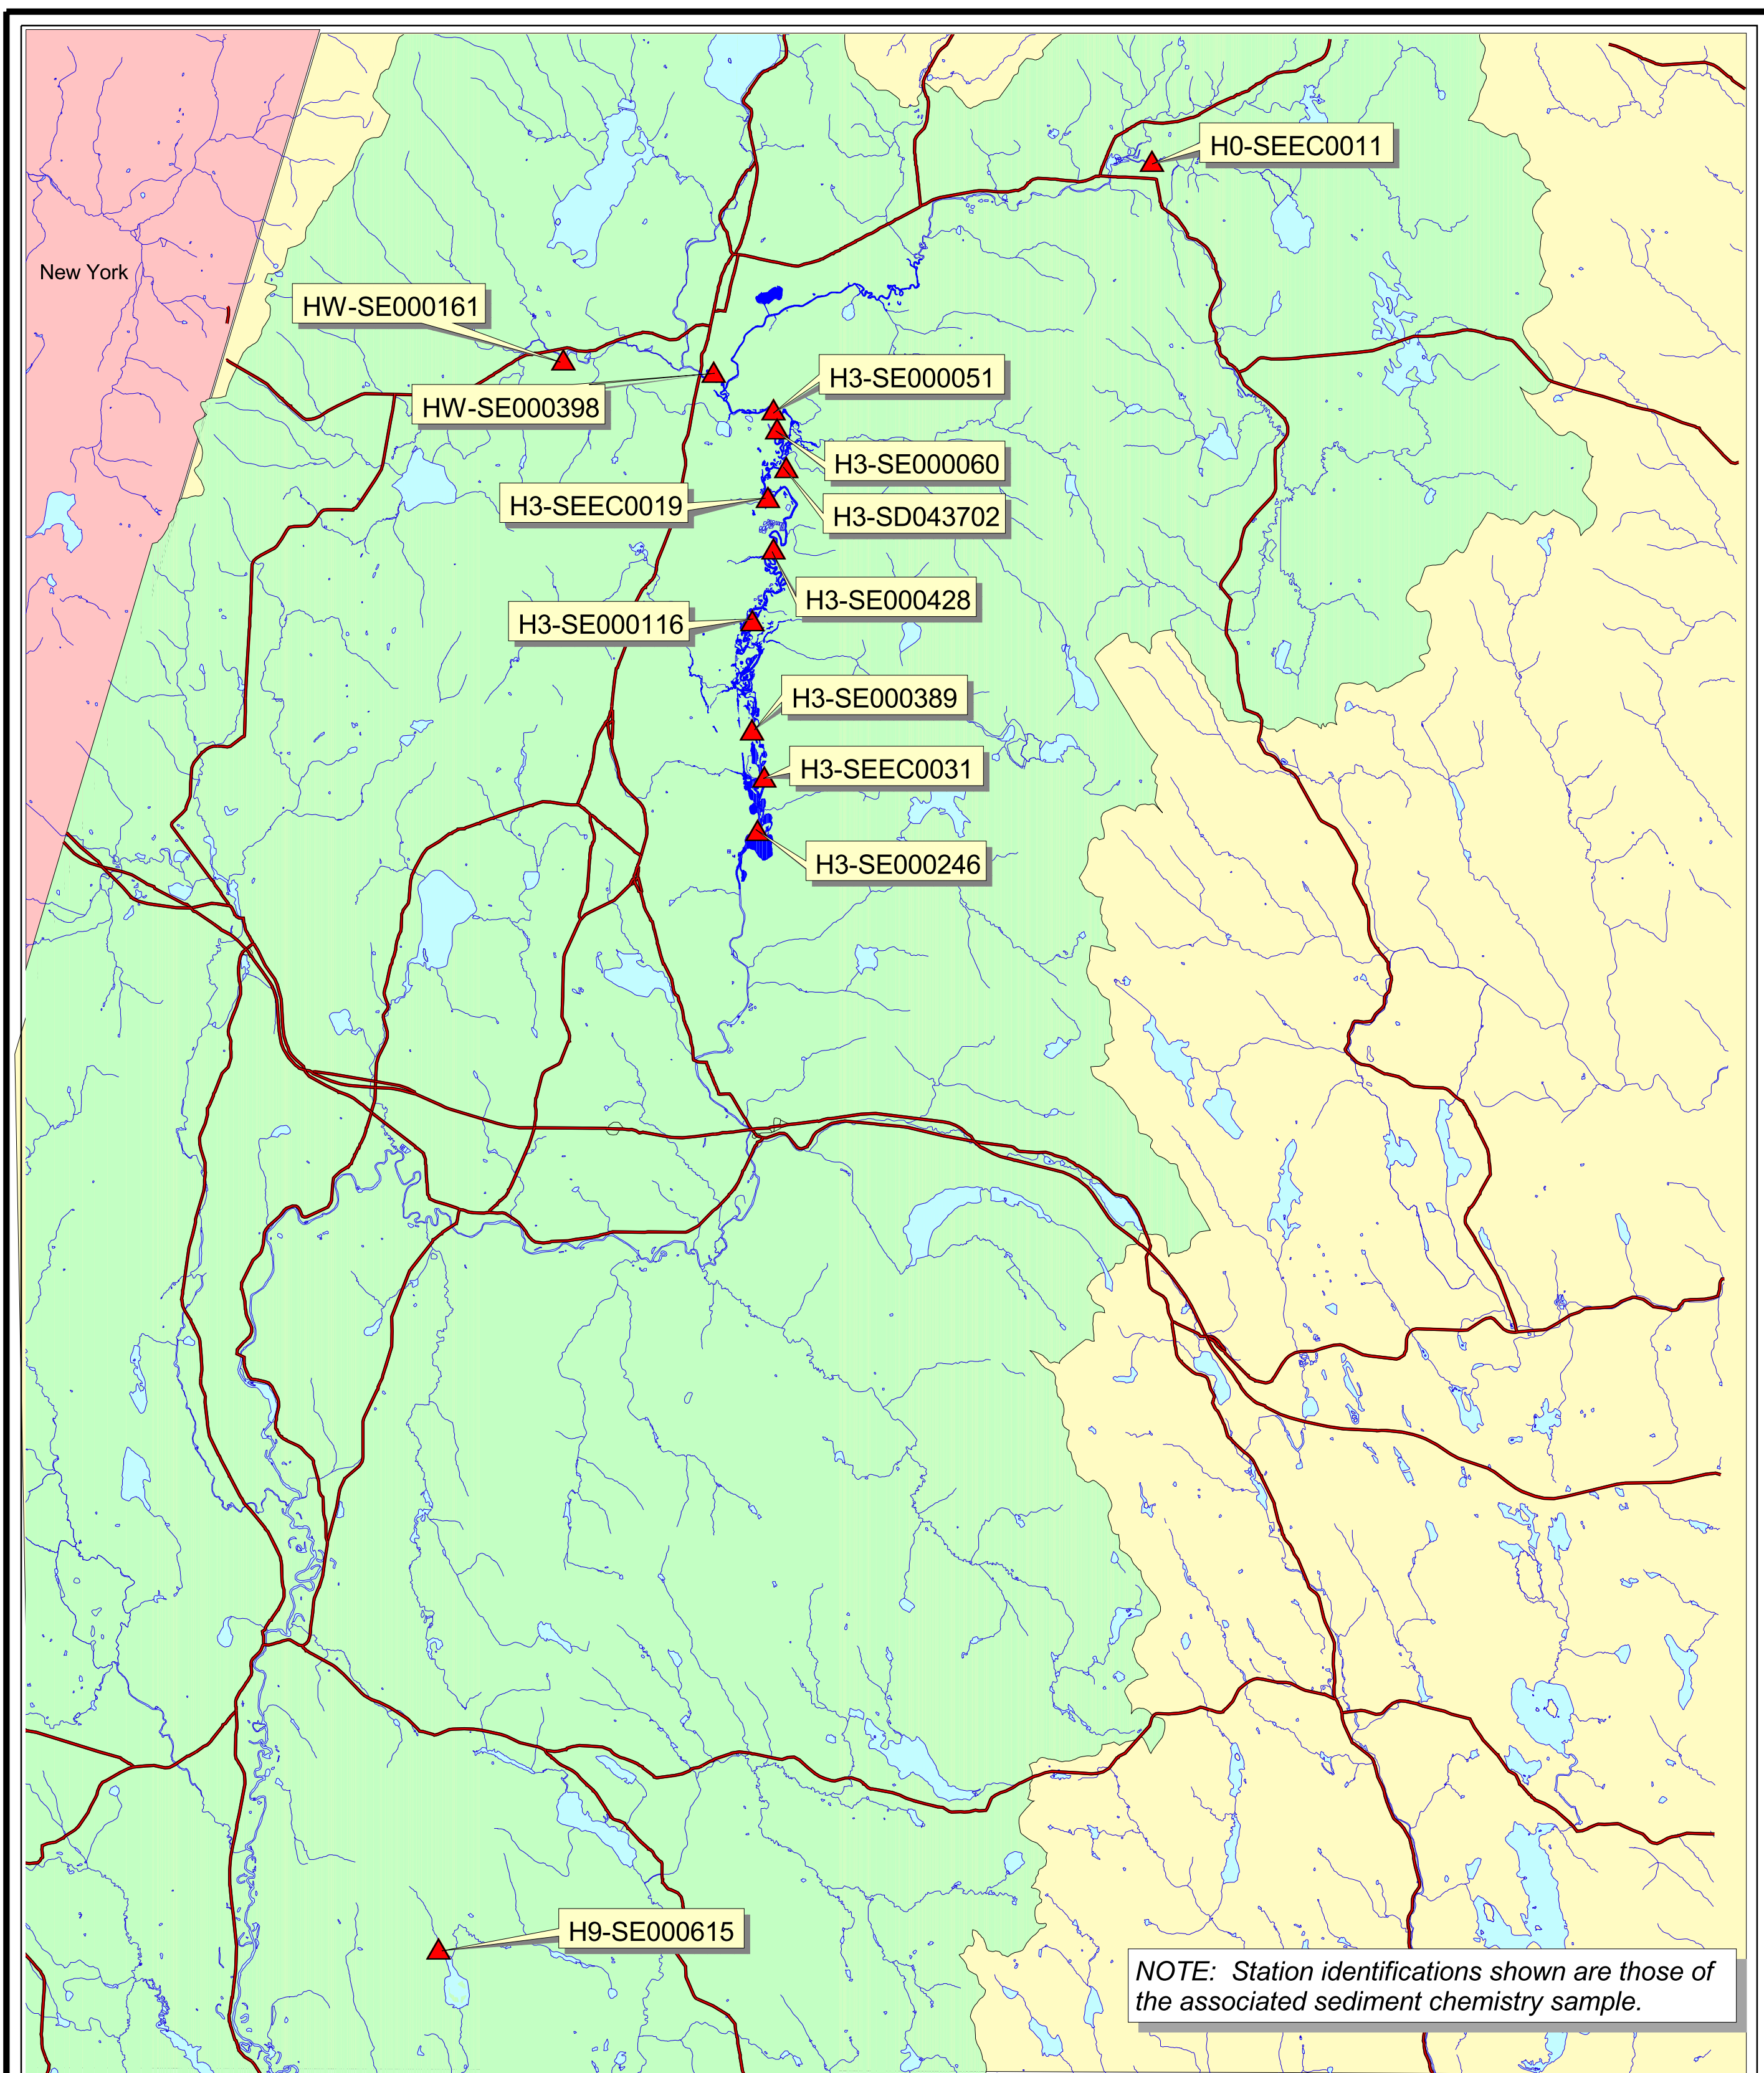 H0-SEEC0011
New York
HW-SE000161
H3-SE000051
HW-SE000398
H3-SE000060
H3-SEEC0019
H3-SD043702
H3-SE000428
H3-SE000116
H3-SE000389
H3-SEEC0031
H3-SE000246
H9-SE000615
NOTE: Station identifications shown are those of
the associated sediment chemistry sample.